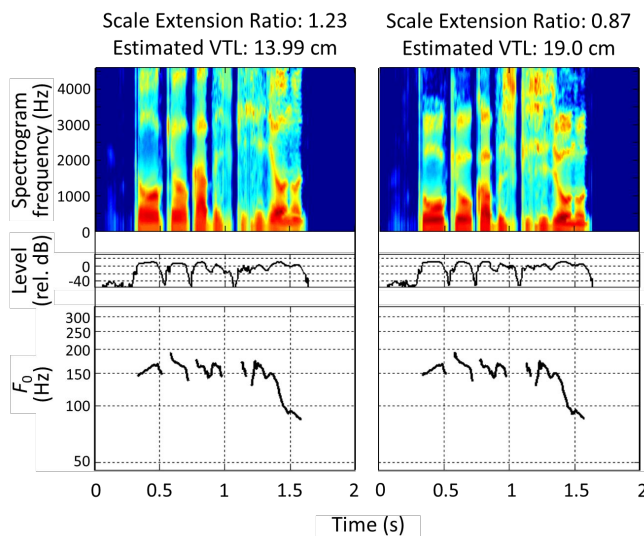 Scale Extension Ratio: 1.23
Estimated VTL: 13.99 cm
Scale Extension Ratio: 0.87
Estimated VTL: 19.0 cm
Spectrogram
frequency (Hz)
4000
3000
2000
1000
0
Level
(rel. dB)
0
-40
F0
(Hz)
300
250
200
150
100
50
0 0.5 1 1.5 2
0 0.5 1 1.5 2
Time (s)